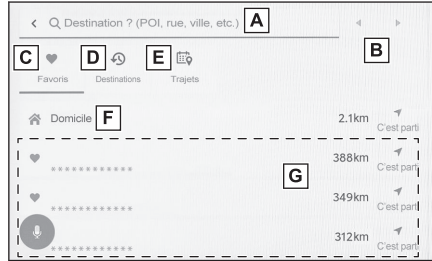 Destination ? (POI, rue, ville, etc.) A
B
C D E
Favoris Destinations Trajets
Domicile F 2.1km C'est parti
388km C'est parti
************
G
349km C'est parti
************
312km C'est parti
************